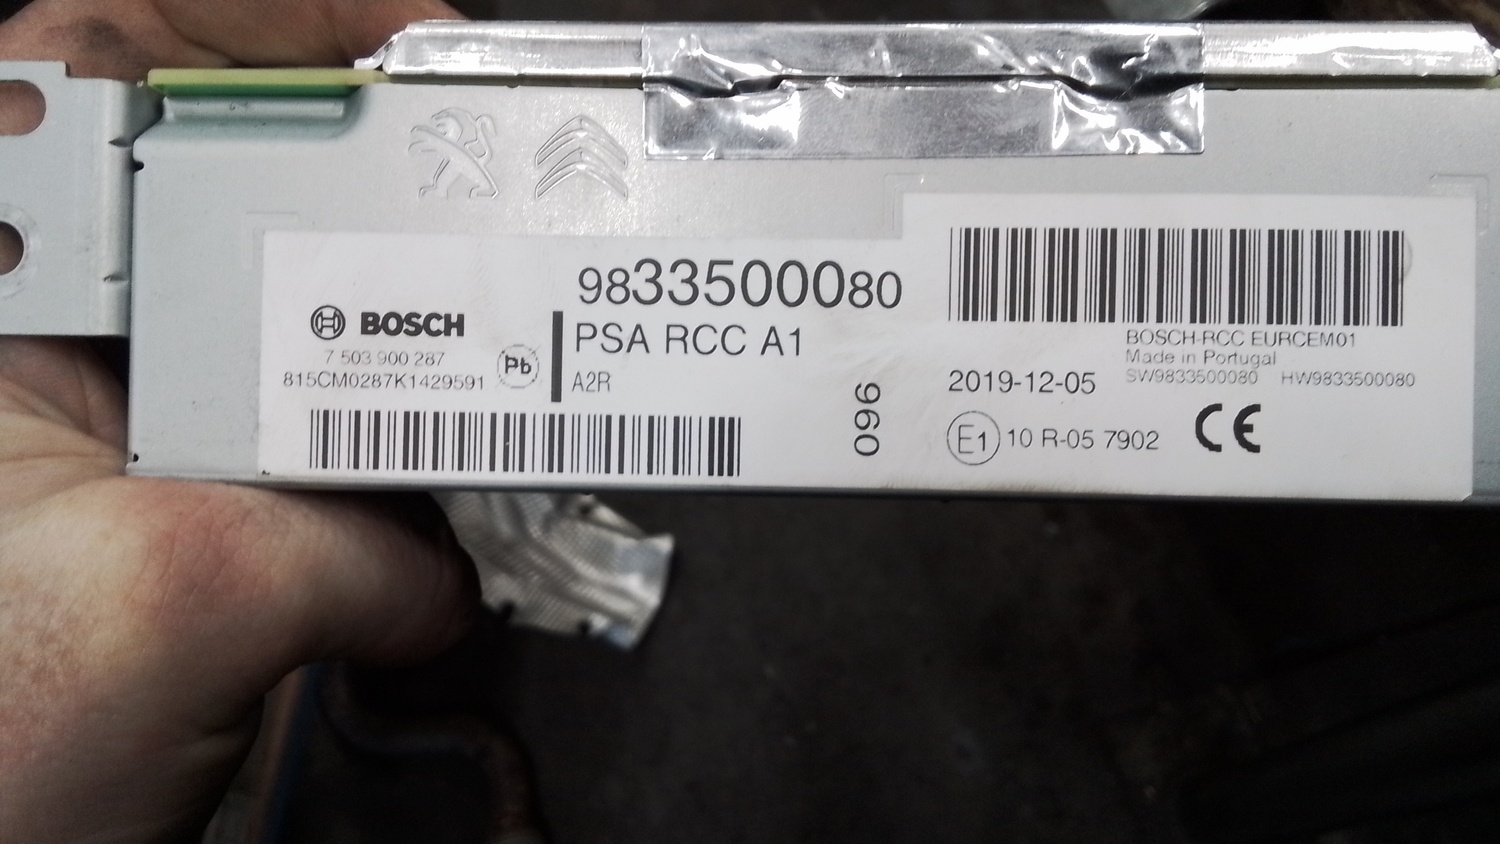 9833500080
PSA RCC A1
A2R
BOSCH
7 503 900 287
815CM0287K1429591
Pb
096
BOSCH-RCC EURCEM01
Made in Portugal
SW9833500080 HW9833500080
2019-12-05
E1 10 R-05 7902 CE